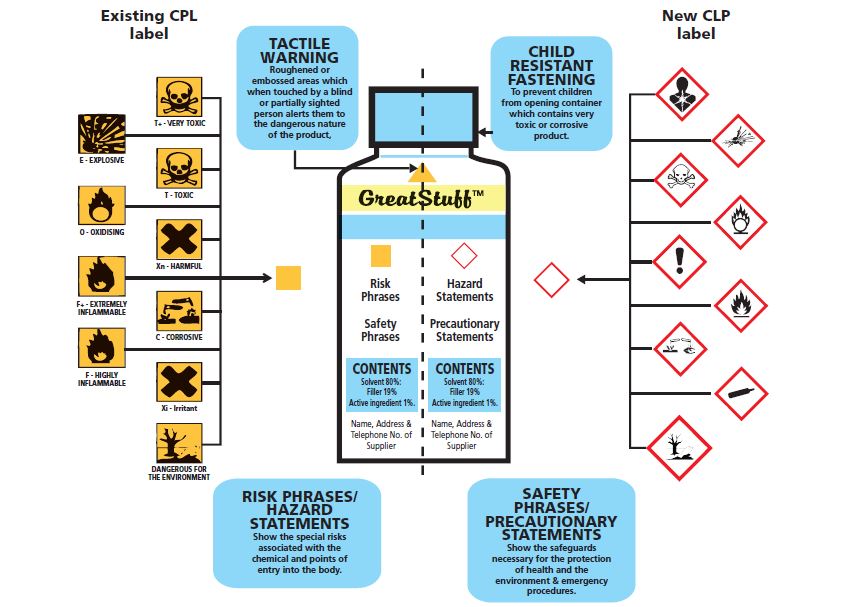 Existing CPL
label
New CLP
label
TACTILE
WARNING
Roughened or
embossed areas which
when touched by a blind
or partially sighted
person alerts them to
the dangerous nature
of the product,
CHILD
RESISTANT
FASTENING
To prevent children
from opening container
which contains very
toxic or corrosive
product.
T+ - VERY TOXIC
E - EXPLOSIVE
T - TOXIC
O - OXIDISING
Xn - HARMFUL
F+ - EXTREMELY
INFLAMMABLE
C - CORROSIVE
F - HIGHLY
INFLAMMABLE
Xi - Irritant
DANGEROUS FOR
THE ENVIRONMENT
GreatStuff™
Risk
Phrases
Safety
Phrases
CONTENTS
Solvent 80%:
Filler 19%
Active ingredient 1%.
Name, Address &
Telephone No. of
Supplier
Hazard
Statements
Precautionary
Statements
CONTENTS
Solvent 80%:
Filler 19%
Active ingredient 1%.
Name, Address &
Telephone No. of
Supplier
RISK PHRASES/
HAZARD
STATEMENTS
Show the special risks
associated with the
chemical and points of
entry into the body.
SAFETY
PHRASES/
PRECAUTIONARY
STATEMENTS
Show the safeguards
necessary for the protection
of health and the
environment & emergency
procedures.